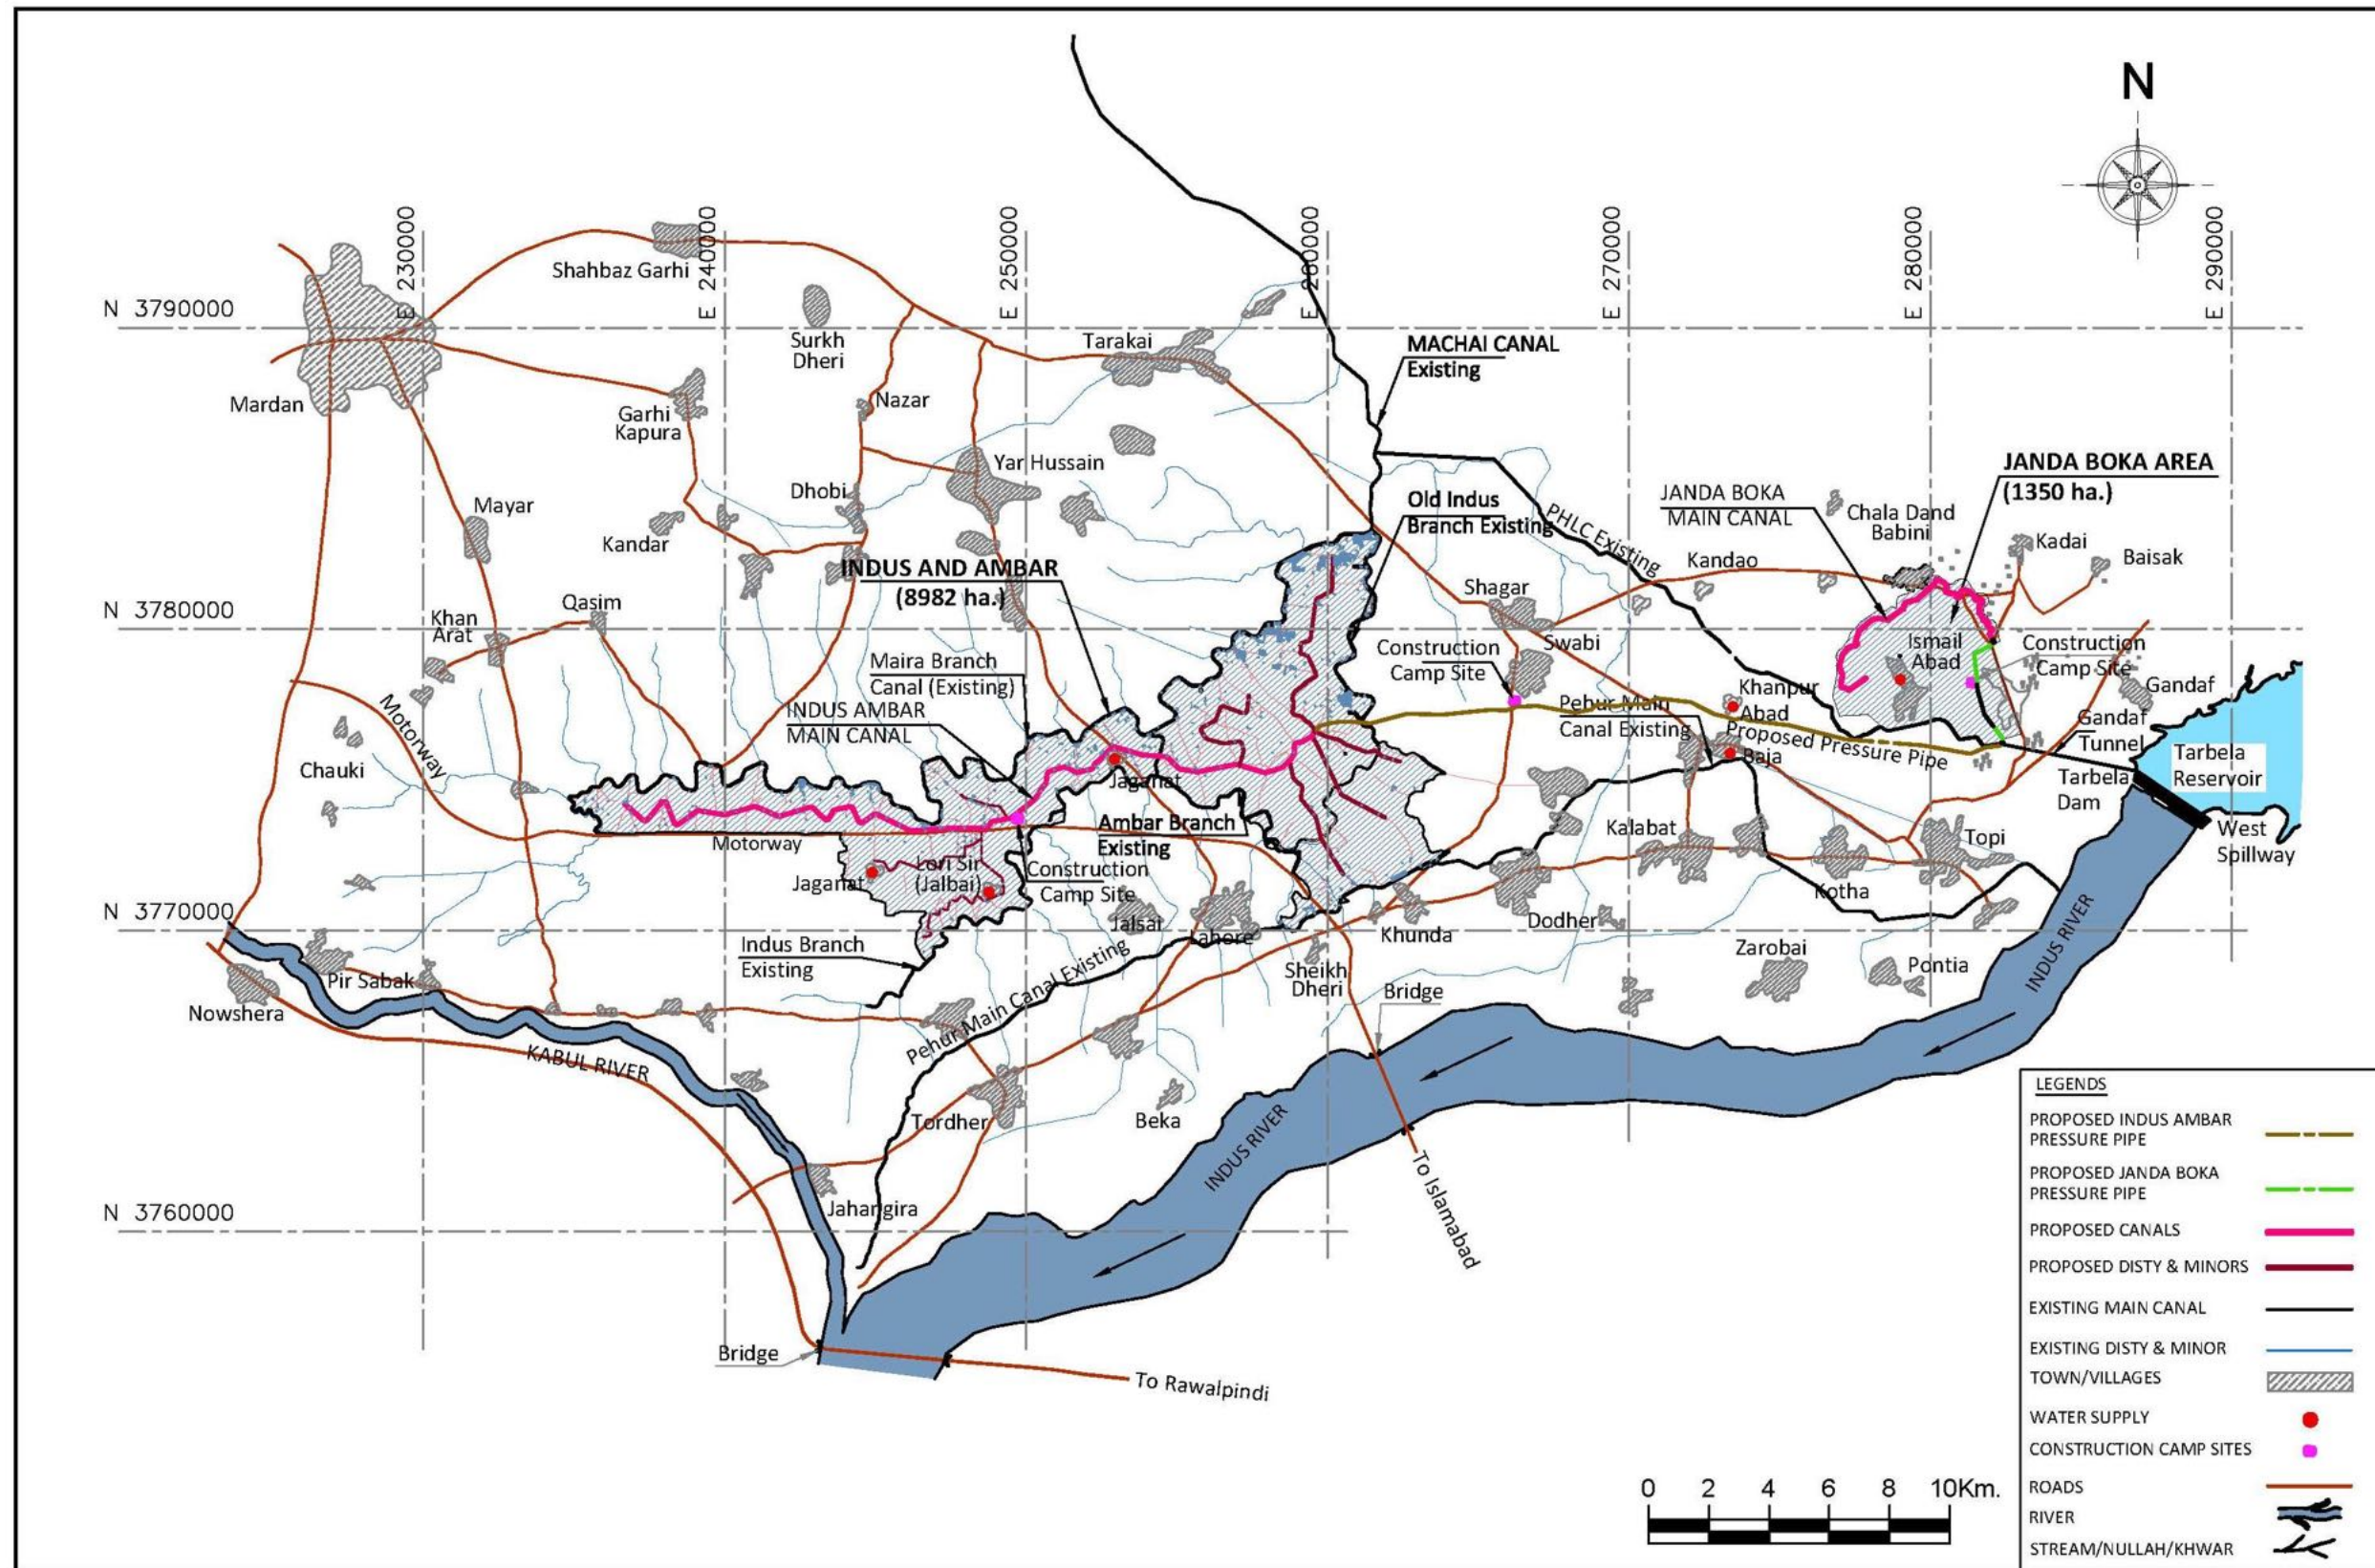 N
E 230000
E 240000
E 250000
E 260000
E 270000
E 280000
E 290000
Shahbaz Garhi
N 3790000
Surkh
Dheri
Tarakai
MACHAI CANAL
Existing
Mardan
Garhi
Kapura
Nazar
Yar Hussain
Dhobi
Mayar
Kandar
Old Indus
Branch Existing
PHLC Existing
JANDA BOKA
MAIN CANAL
JANDA BOKA AREA
(1350 ha.)
Chala Dand
Babini
Kadai
Baisak
Kandao
INDUS AND AMBAR
(8982 ha.)
Shagar
N 3780000
Qasim
Khan
Arat
Swabi
Construction
Camp Site
Ismail
Abad
Construction
Camp Site
Gandaf
Maira Branch
Canal (Existing)
INDUS AMBAR
MAIN CANAL
Motorway
Khanpur
Abad
Pehur Main
Canal Existing
Proposed Pressure Pipe
Baja
Gandaf
Tunnel
Tarbela
Reservoir
Tarbela
Dam
West
Spillway
Chauki
Jaganat
Motorway
Ambar Branch
Existing
Kalabat
Topi
Jaganat
Lori Sir
(Jalbai)
Construction
Camp Site
Kotha
N 3770000
Jalsai
Lahore
Khunda
Dodher
Zarobai
Pontia
INDUS RIVER
Indus Branch
Existing
Pehur Main Canal Existing
Sheikh
Dheri
Bridge
Pir Sabak
Nowshera
KABUL RIVER
Tordher
Beka
INDUS RIVER
To Islamabad
Jahangira
N 3760000
Bridge
To Rawalpindi
LEGENDS
PROPOSED INDUS AMBAR
PRESSURE PIPE
PROPOSED JANDA BOKA
PRESSURE PIPE
PROPOSED CANALS
PROPOSED DISTY & MINORS
EXISTING MAIN CANAL
EXISTING DISTY & MINOR
TOWN/VILLAGES
WATER SUPPLY
CONSTRUCTION CAMP SITES
ROADS
RIVER
STREAM/NULLAH/KHWAR
0 2 4 6 8 10Km.